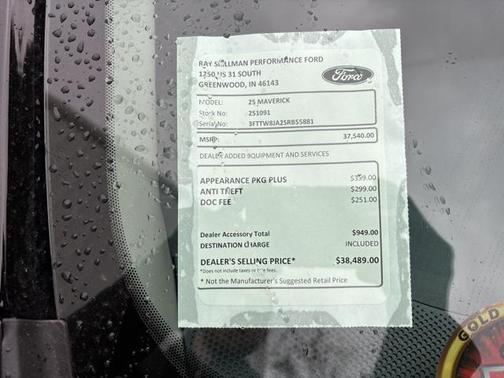 RAY SKILLMAN PERFORMANCE FORD
1250 US 31 SOUTH
GREENWOOD, IN 46143
Ford
MODEL: 25 MAVERICK
Stock No: 251091
Serial No: 3FTTW8JA2SRB55881
MSRP: 37,540.00
DEALER ADDED EQUIPMENT AND SERVICES
APPEARANCE PKG PLUS $399.00
ANTI THEFT $299.00
DOC FEE $251.00
Dealer Accessory Total $949.00
DESTINATION CHARGE INCLUDED
DEALER'S SELLING PRICE* $38,489.00
*Does not include taxes or title fees.
* Not the Manufacturer's Suggested Retail Price
GOLD